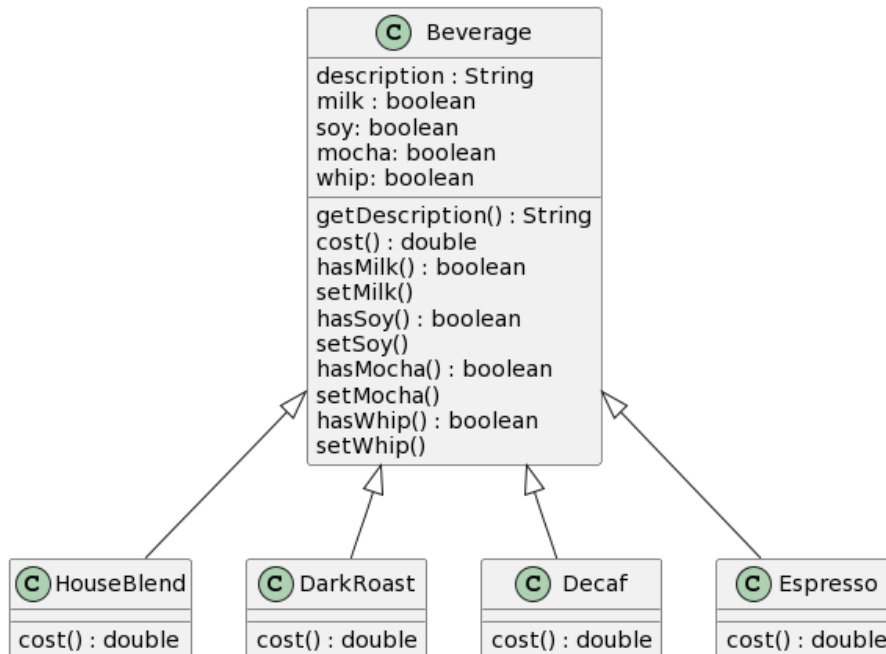 C Beverage
description : String
milk : boolean
soy: boolean
mocha: boolean
whip: boolean
getDescription() : String
cost() : double
hasMilk() : boolean
setMilk()
hasSoy() : boolean
setSoy()
hasMocha() : boolean
setMocha()
hasWhip() : boolean
setWhip()
C HouseBlend
cost() : double
C DarkRoast
cost() : double
C Decaf
cost() : double
C Espresso
cost() : double